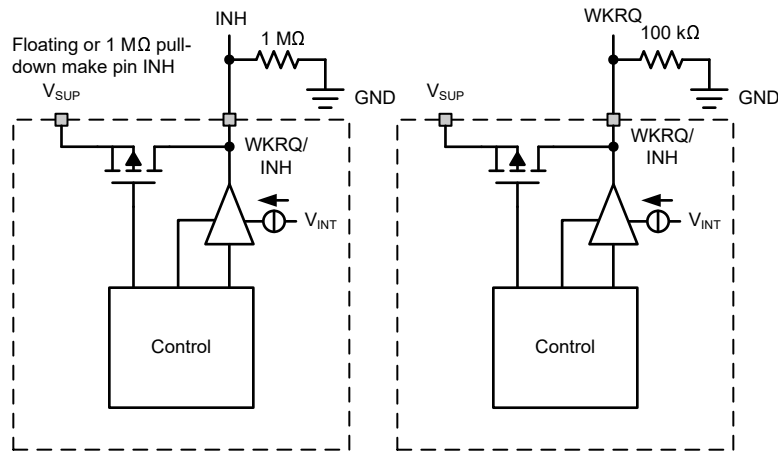 INH
Floating or 1 MΩ pull-
down make pin INH
1 MΩ
GND
VSUP
WKRQ/
INH
VINT
Control
WKRQ
100 kΩ
GND
VSUP
WKRQ/
INH
VINT
Control